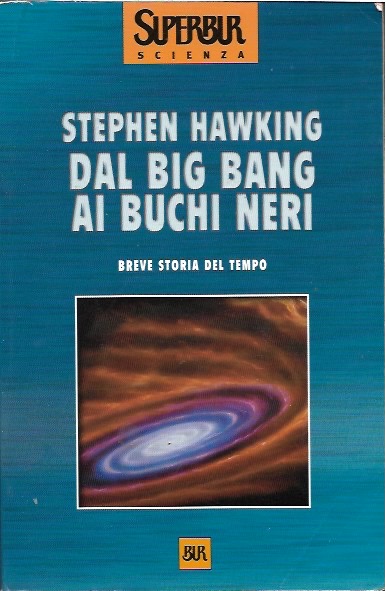 SUPERBUR
SCIENZA
STEPHEN HAWKING
DAL BIG BANG
AI BUCHI NERI
BREVE STORIA DEL TEMPO
BUR